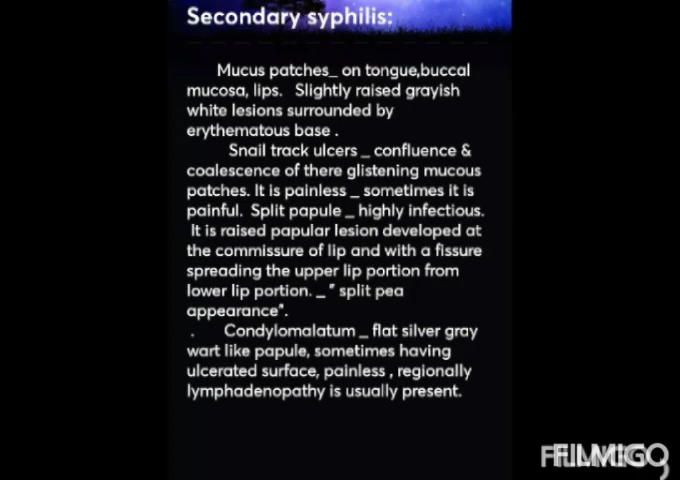 Secondary syphilis:
Mucus patches_ on tongue,buccal
mucosa, lips. Slightly raised grayish
white lesions surrounded by
erythematous base .
Snail track ulcers _ confluence &
coalescence of there glistening mucous
patches. It is painless _ sometimes it is
painful. Split papule _ highly infectious.
It is raised papular lesion developed at
the commissure of lip and with a fissure
spreading the upper lip portion from
lower lip portion. _ " split pea
appearance".
. Condylomalatum _ flat silver gray
wart like papule, sometimes having
ulcerated surface, painless , regionally
lymphadenopathy is usually present.
FILMIGO